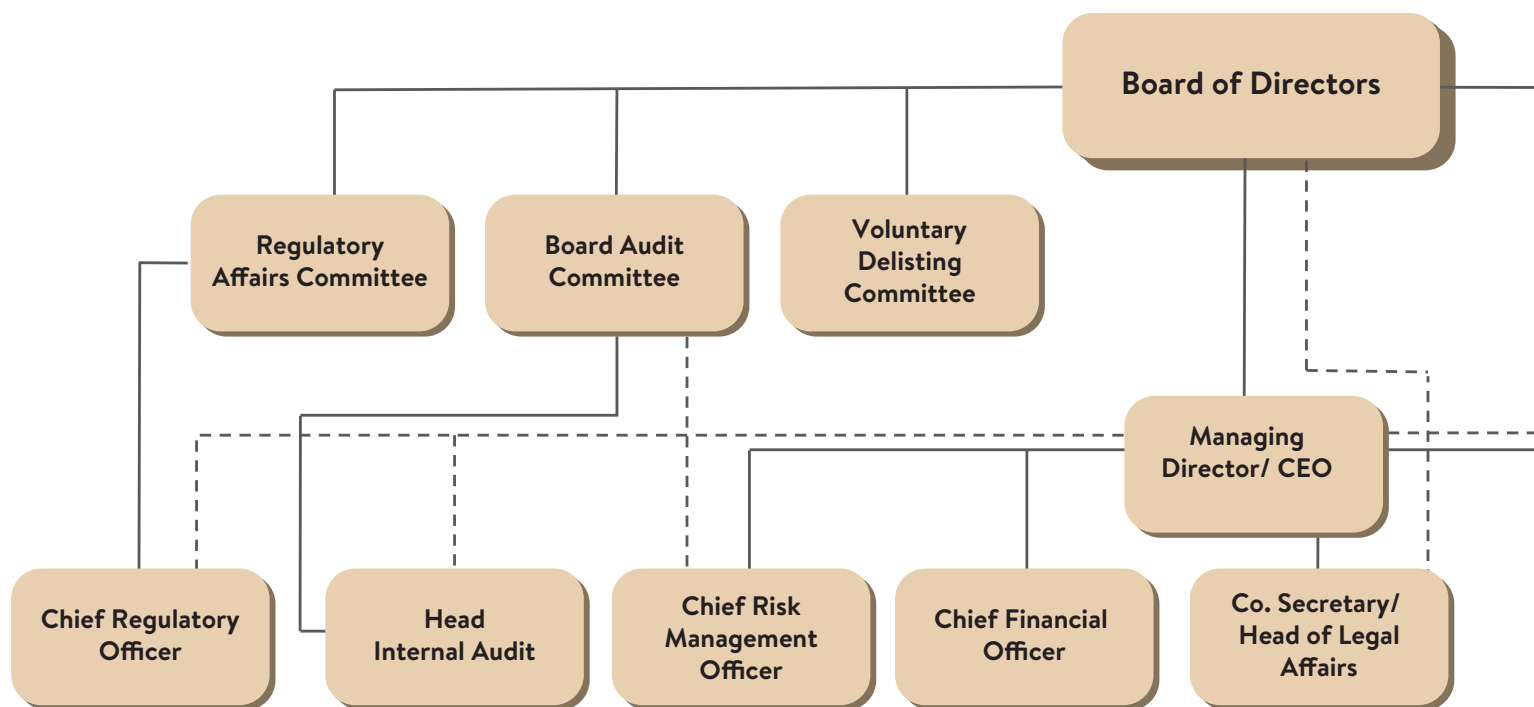 Board of Directors
Regulatory
Affairs Committee
Board Audit
Committee
Voluntary
Delisting
Committee
Managing
Director/ CEO
Chief Regulatory
Officer
Head
Internal Audit
Chief Risk
Management
Officer
Chief Financial
Officer
Co. Secretary/
Head of Legal
Affairs